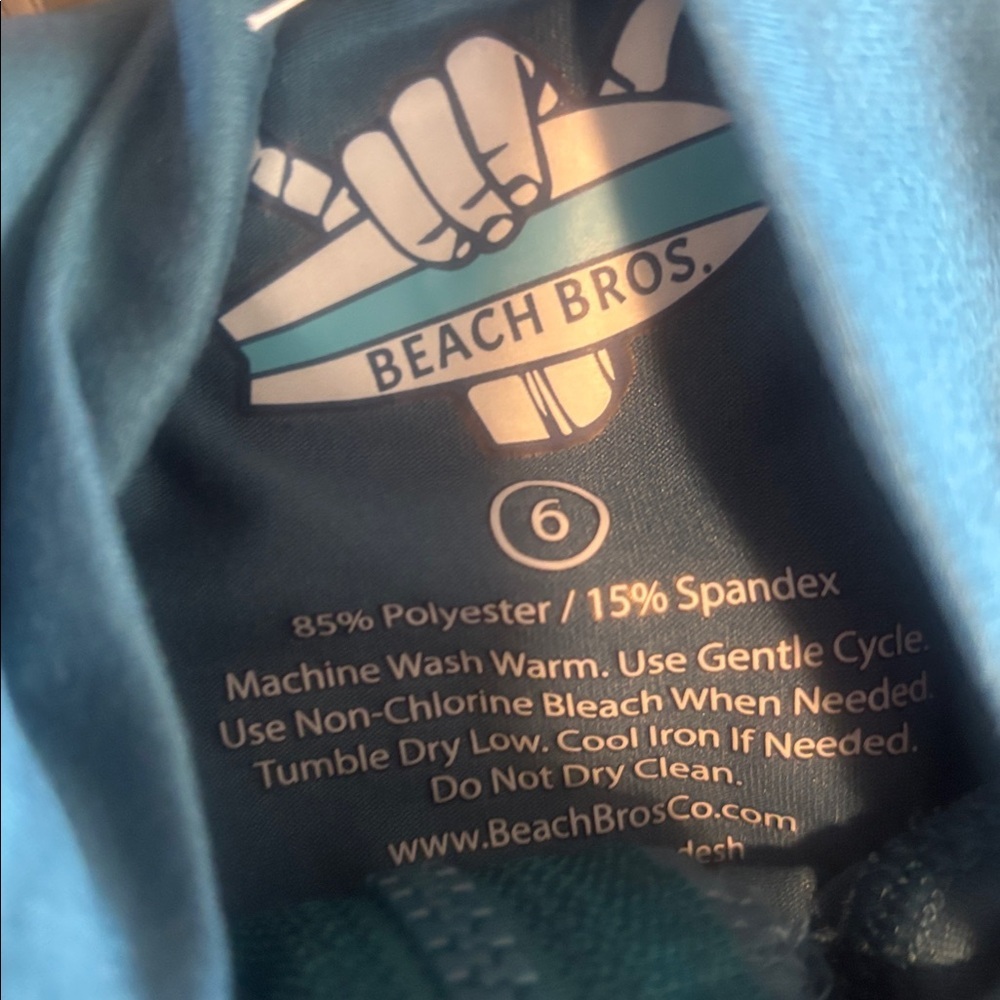 BEACH BROS.
6
85% Polyester / 15% Spandex
Machine Wash Warm. Use Gentle Cycle.
Use Non-Chlorine Bleach When Needed.
Tumble Dry Low. Cool Iron If Needed.
Do Not Dry Clean.
www.BeachBrosCo.com